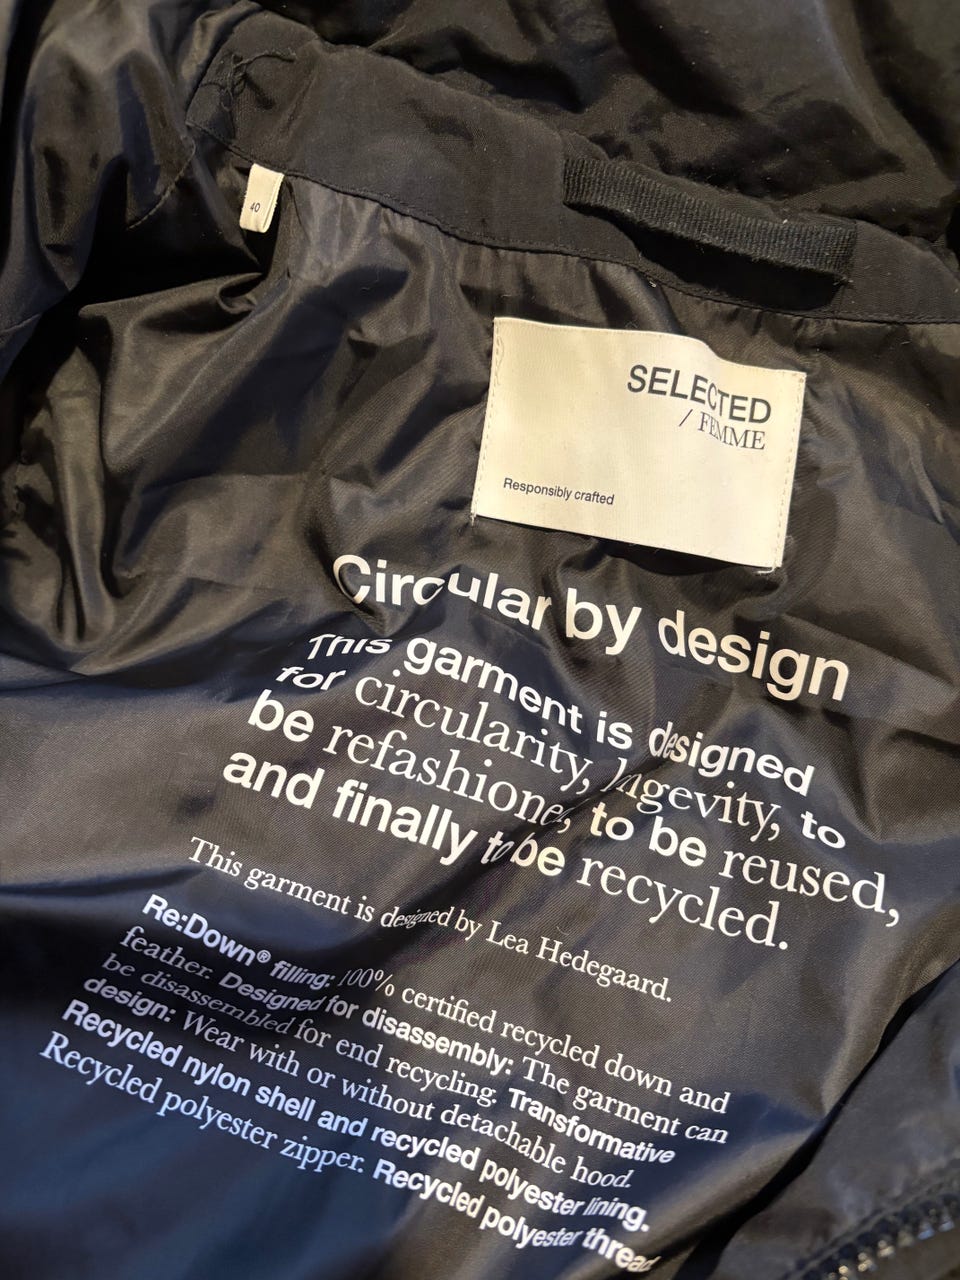 40
SELECTED
/ FEMME
Responsibly crafted
Circular by design
This garment is designed
for circularity, longevity, to
be refashioned, to be reused,
and finally to be recycled.
This garment is designed by Lea Hedegaard.
Re:Down® filling: 100% certified recycled down and
feather. Designed for disassembly: The garment can
be disassembled for end recycling. Transformative
design: Wear with or without detachable hood.
Recycled nylon shell and recycled polyester lining.
Recycled polyester zipper. Recycled polyester thread